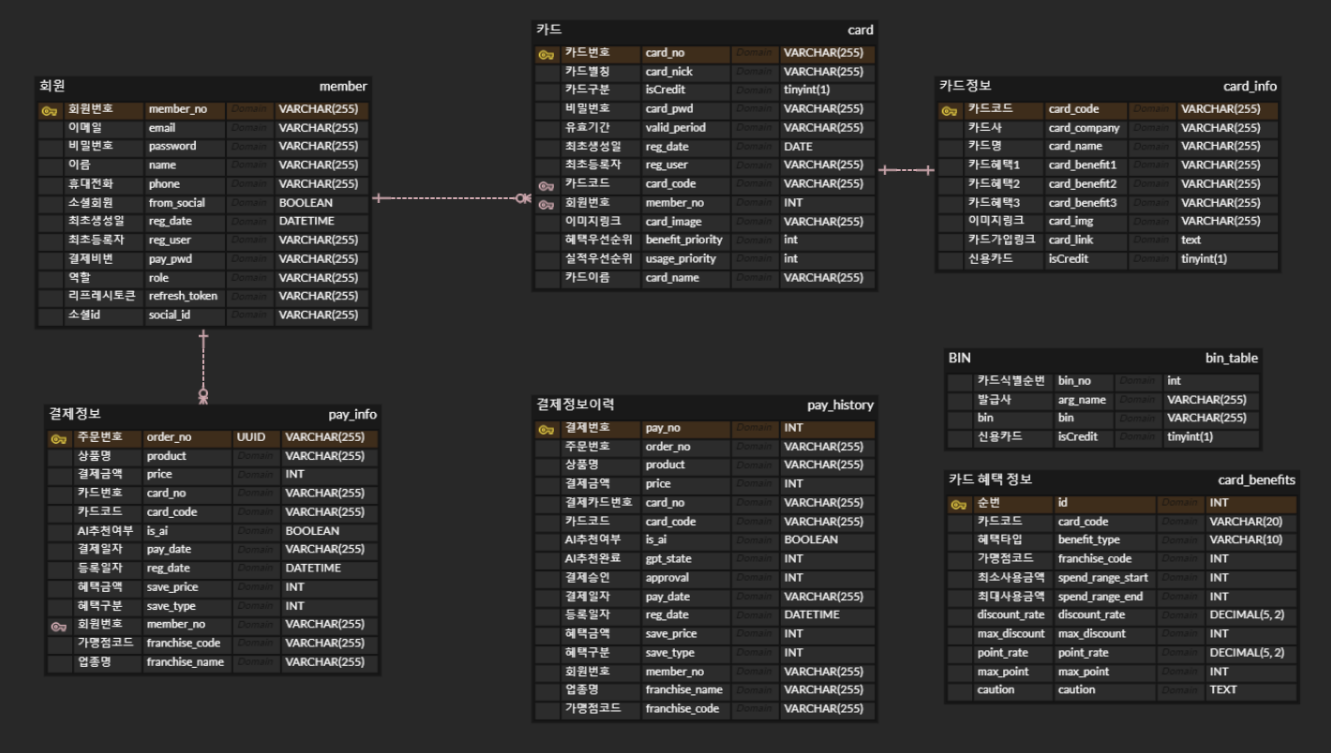 회원 member
회원번호 member_no Domain VARCHAR(255)
이메일 email Domain VARCHAR(255)
비밀번호 password Domain VARCHAR(255)
이름 name Domain VARCHAR(255)
휴대전화 phone Domain VARCHAR(255)
소셜회원 from_social Domain BOOLEAN
최초생성일 reg_date Domain DATETIME
최초등록자 reg_user Domain VARCHAR(255)
결제비번 pay_pwd Domain VARCHAR(255)
역할 role Domain VARCHAR(255)
리프레시토큰 refresh_token Domain VARCHAR(255)
소셜id social_id Domain VARCHAR(255)
카드 card
카드번호 card_no Domain VARCHAR(255)
카드별칭 card_nick Domain VARCHAR(255)
카드구분 isCredit Domain tinyint(1)
비밀번호 card_pwd Domain VARCHAR(255)
유효기간 valid_period Domain VARCHAR(255)
최초생성일 reg_date Domain DATE
최초등록자 reg_user Domain VARCHAR(255)
카드코드 card_code Domain VARCHAR(255)
회원번호 member_no Domain INT
이미지링크 card_image Domain VARCHAR(255)
혜택우선순위 benefit_priority Domain int
실적우선순위 usage_priority Domain int
카드이름 card_name Domain VARCHAR(255)
카드정보 card_info
카드코드 card_code Domain VARCHAR(255)
카드사 card_company Domain VARCHAR(255)
카드명 card_name Domain VARCHAR(255)
카드혜택1 card_benefit1 Domain VARCHAR(255)
카드혜택2 card_benefit2 Domain VARCHAR(255)
카드혜택3 card_benefit3 Domain VARCHAR(255)
이미지링크 card_img Domain VARCHAR(255)
카드가입링크 card_link Domain text
신용카드 isCredit Domain tinyint(1)
결제정보 pay_info
주문번호 order_no UUID VARCHAR(255)
상품명 product Domain VARCHAR(255)
결제금액 price Domain INT
카드번호 card_no Domain VARCHAR(255)
카드코드 card_code Domain VARCHAR(255)
AI추천여부 is_ai Domain BOOLEAN
결제일자 pay_date Domain VARCHAR(255)
등록일자 reg_date Domain DATETIME
혜택금액 save_price Domain INT
혜택구분 save_type Domain INT
회원번호 member_no Domain VARCHAR(255)
가맹점코드 franchise_code Domain VARCHAR(255)
업종명 franchise_name Domain VARCHAR(255)
결제정보이력 pay_history
결제번호 pay_no Domain INT
주문번호 order_no Domain VARCHAR(255)
상품명 product Domain VARCHAR(255)
결제금액 price Domain INT
결제카드번호 card_no Domain VARCHAR(255)
카드코드 card_code Domain VARCHAR(255)
AI추천여부 is_ai Domain BOOLEAN
AI추천완료 gpt_state Domain INT
결제승인 approval Domain INT
결제일자 pay_date Domain VARCHAR(255)
등록일자 reg_date Domain DATETIME
혜택금액 save_price Domain INT
혜택구분 save_type Domain INT
회원번호 member_no Domain VARCHAR(255)
업종명 franchise_name Domain VARCHAR(255)
가맹점코드 franchise_code Domain VARCHAR(255)
BIN bin_table
카드식별순번 bin_no Domain int
발급사 arg_name Domain VARCHAR(255)
bin bin Domain VARCHAR(255)
신용카드 isCredit Domain tinyint(1)
카드 혜택 정보 card_benefits
순번 id Domain INT
카드코드 card_code Domain VARCHAR(20)
혜택타입 benefit_type Domain VARCHAR(10)
가맹점코드 franchise_code Domain INT
최소사용금액 spend_range_start Domain INT
최대사용금액 spend_range_end Domain INT
discount_rate discount_rate Domain DECIMAL(5, 2)
max_discount max_discount Domain INT
point_rate point_rate Domain DECIMAL(5, 2)
max_point max_point Domain INT
caution caution Domain TEXT